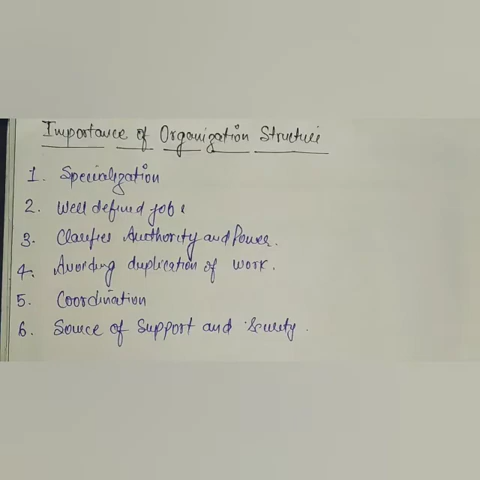 Importance of Organization Structure
1. Specialization
2. Well defined jobs
3. Clarifies Authority and Power.
4. Avoiding duplication of work.
5. Coordination
6. Source of Support and Security.